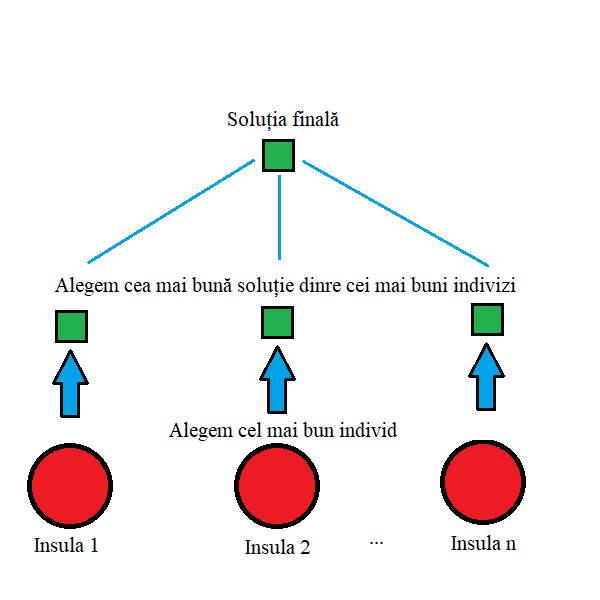 Soluția finală
Alegem cea mai bună soluție dinre cei mai buni indivizi
Alegem cel mai bun individ
Insula 1
Insula 2
...
Insula n